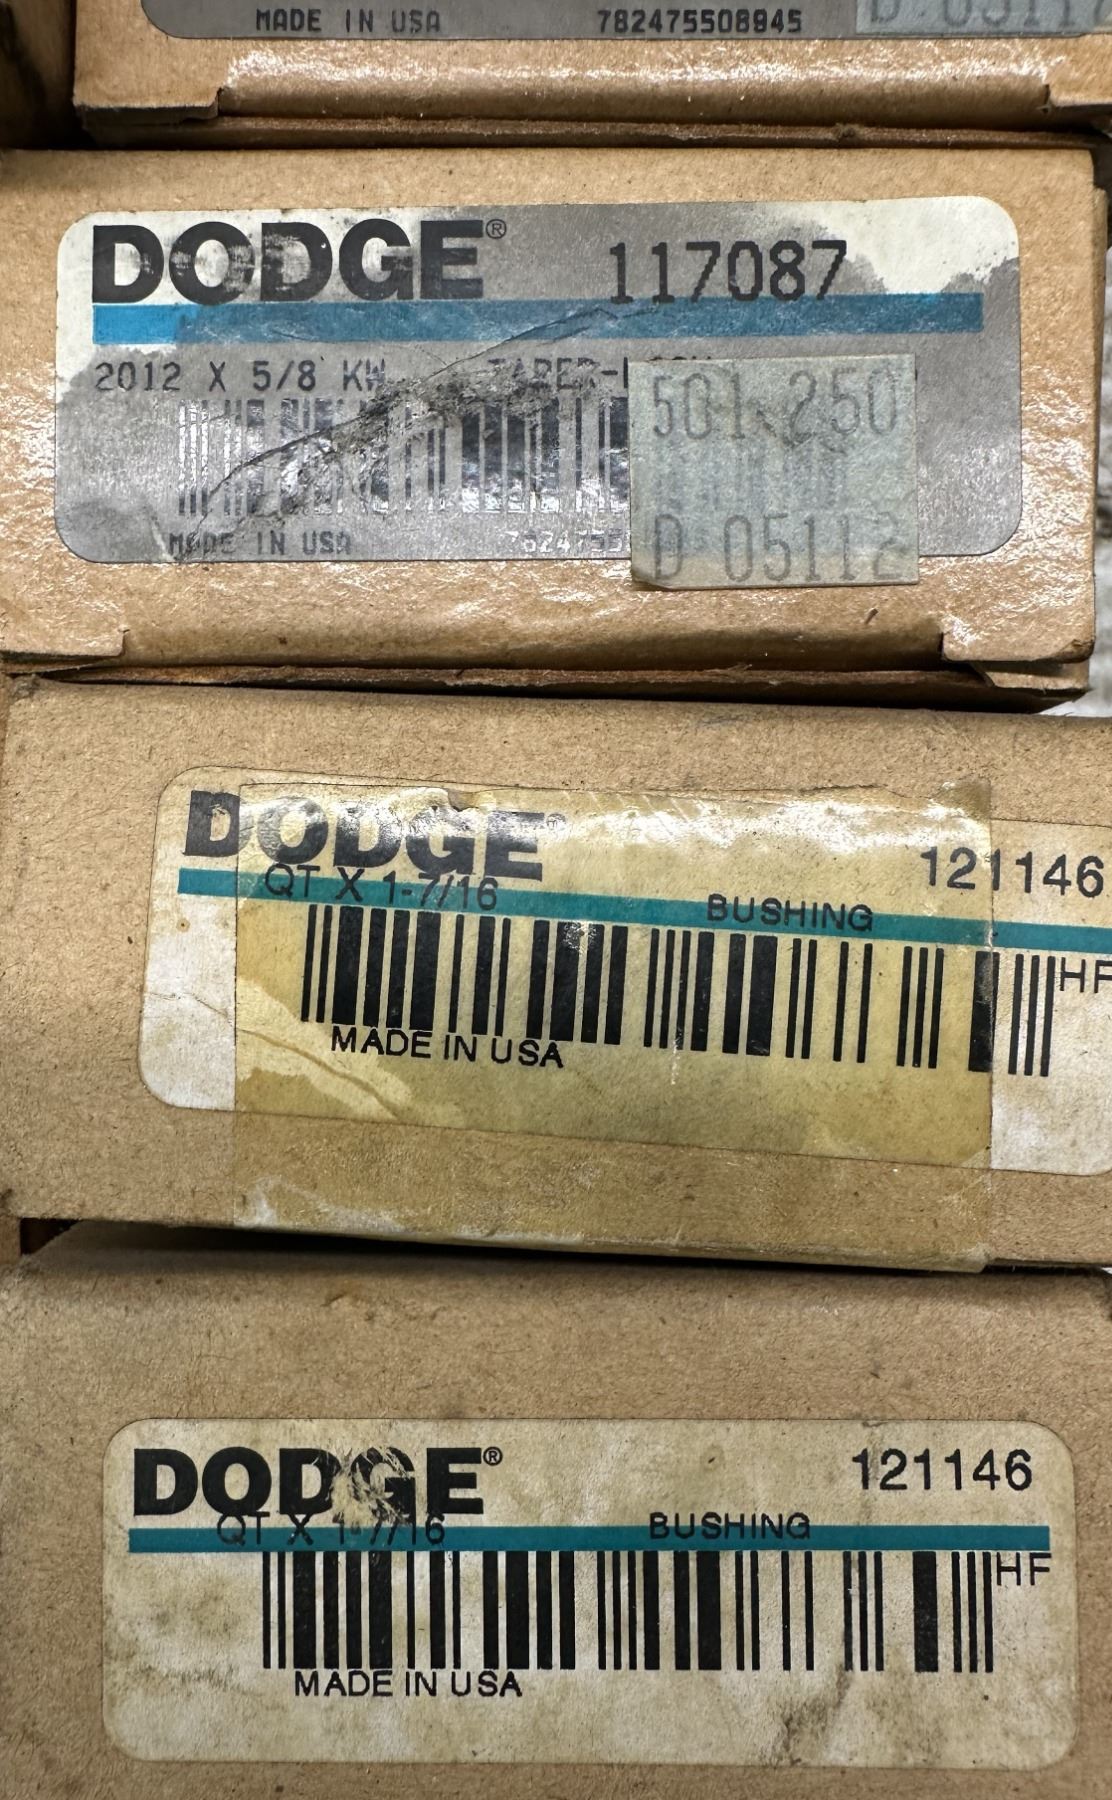 MADE IN USA 782475508945
DODGE® 117087
2012 X 5/8 KW
501 250
D 05112
MADE IN USA
DODGE® 121146
QT X 1-7/16 BUSHING
HF
MADE IN USA
DODGE® 121146
QT X 1-7/16 BUSHING
HF
MADE IN USA